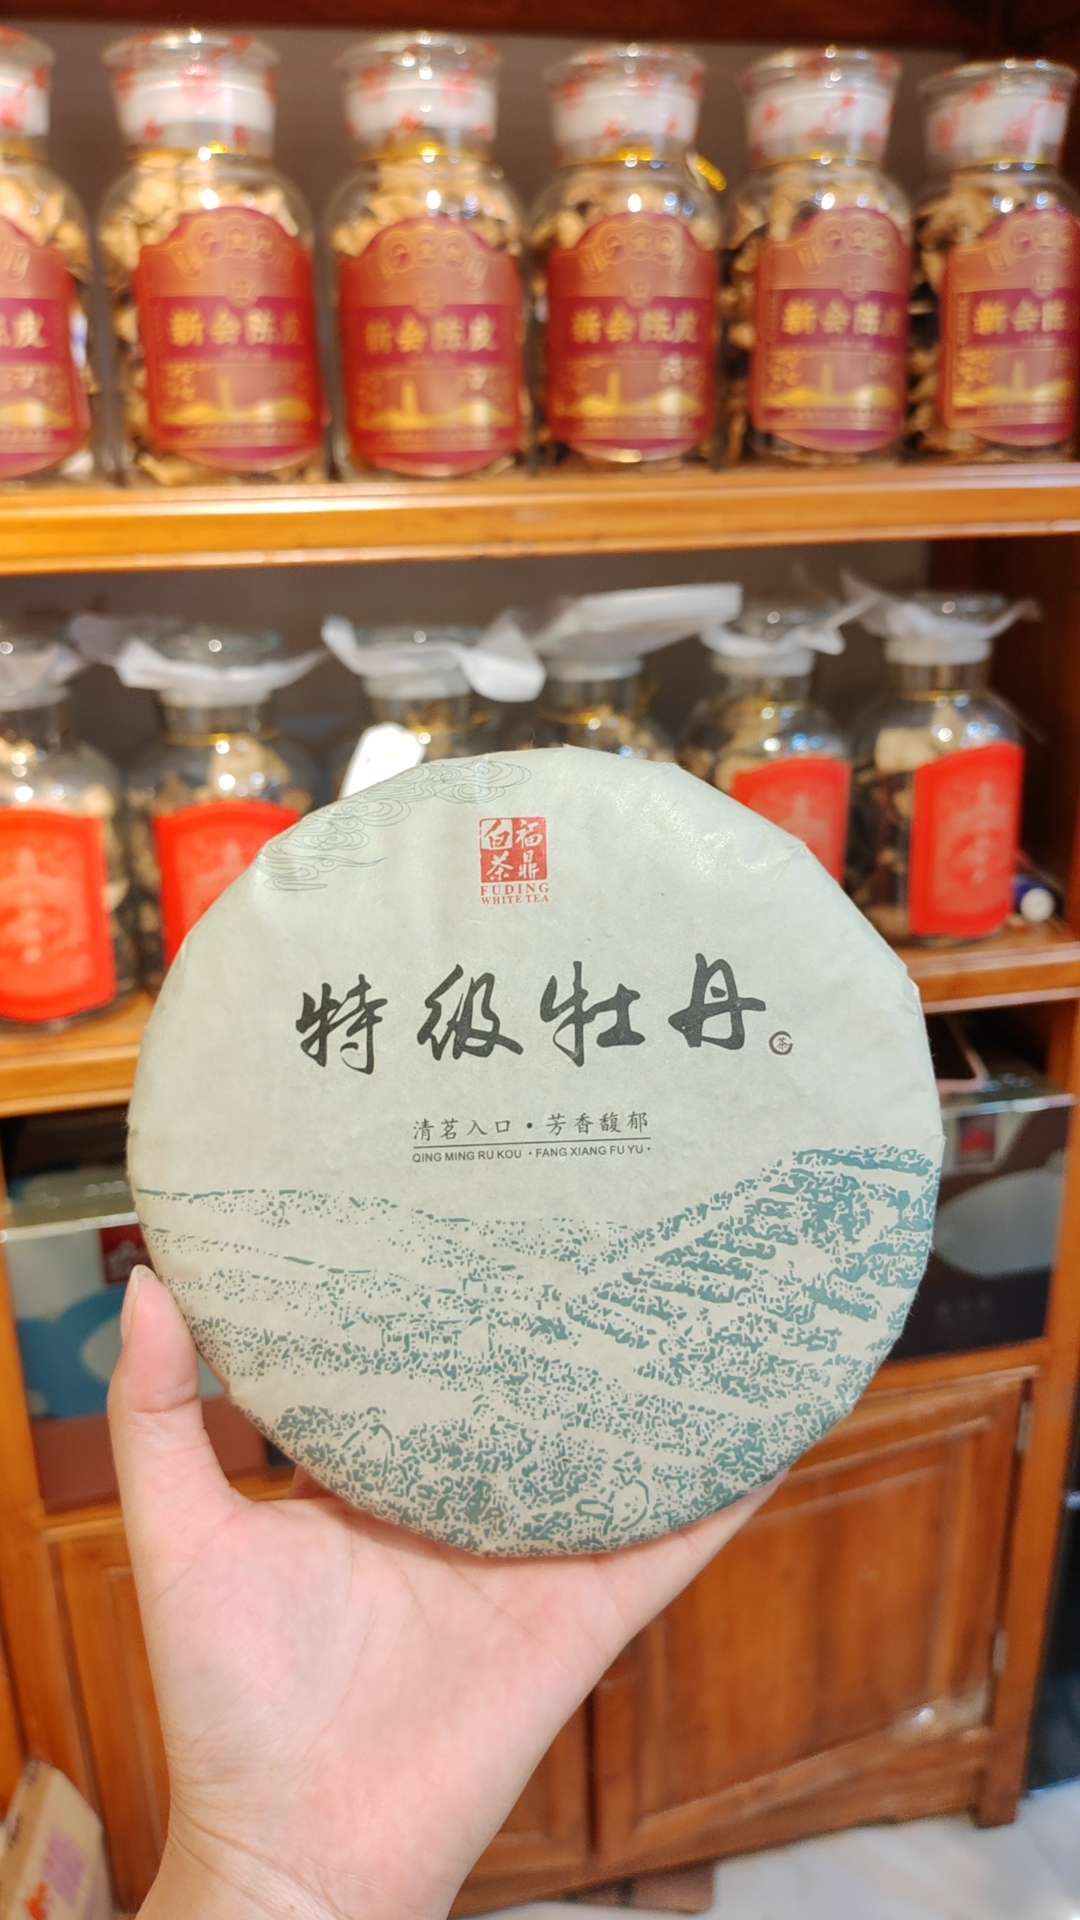 新会陈皮
新会陈皮
新会陈皮
新会陈皮
新会陈
福鼎
白茶
FUDING
WHITE TEA
特级牡丹
茶
清茗入口·芳香馥郁
QING MING RU KOU · FANG XIANG FU YU ·